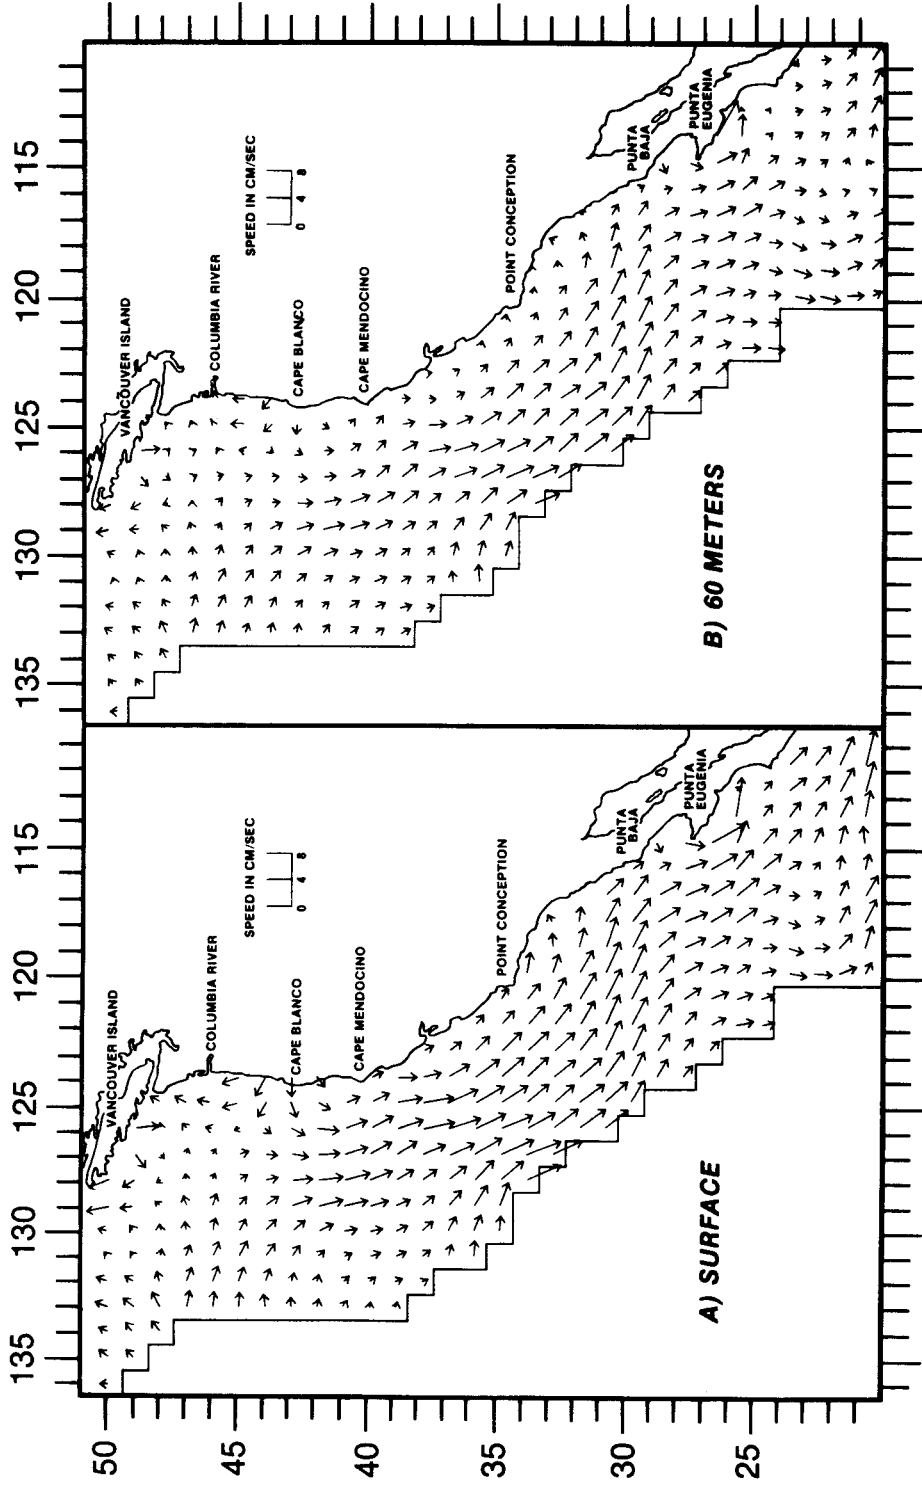 115
120
125
130
135
VANCOUVER ISLAND
COLUMBIA RIVER
CAPE BLANCO
CAPE MENDOCINO
POINT CONCEPTION
PUNTA
BAJA
PUNTA
EUGENIA
SPEED IN CM/SEC
0 4 8
B) 60 METERS
115
120
125
130
135
VANCOUVER ISLAND
COLUMBIA RIVER
CAPE BLANCO
CAPE MENDOCINO
POINT CONCEPTION
PUNTA
BAJA
PUNTA
EUGENIA
SPEED IN CM/SEC
0 4 8
A) SURFACE
50
45
40
35
30
25